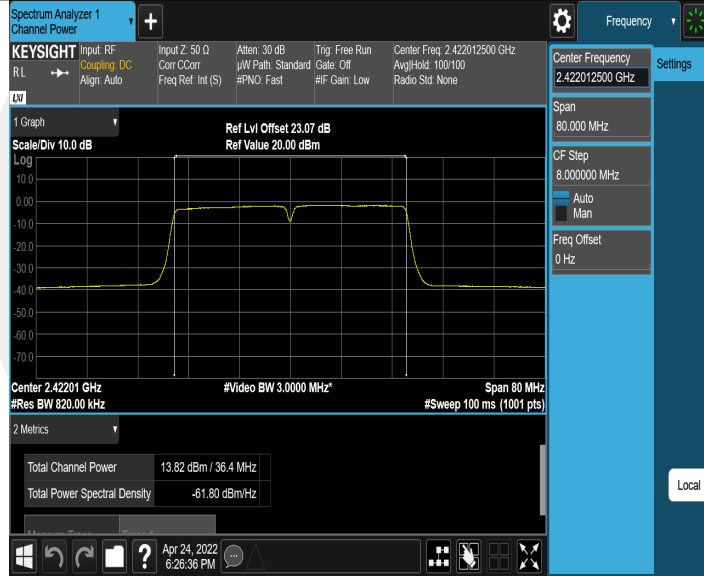 Spectrum Analyzer 1
Channel Power
+
Frequency
KEYSIGHT
RL
LXI
Input: RF
Coupling: DC
Align: Auto
Input Z: 50 Ω
Corr CCorr
Freq Ref: Int (S)
Atten: 30 dB
µW Path: Standard
#PNO: Fast
Trig: Free Run
Gate: Off
#IF Gain: Low
Center Freq: 2.422012500 GHz
Avg|Hold: 100/100
Radio Std: None
Center Frequency
2.422012500 GHz
Settings
Span
80.000 MHz
CF Step
8.000000 MHz
Auto
Man
Freq Offset
0 Hz
Local
1 Graph
Scale/Div 10.0 dB
Ref Lvl Offset 23.07 dB
Ref Value 20.00 dBm
Log
10.0
0.00
-10.0
-20.0
-30.0
-40.0
-50.0
-60.0
-70.0
Center 2.42201 GHz
#Video BW 3.0000 MHz*
Span 80 MHz
#Res BW 820.00 kHz
#Sweep 100 ms (1001 pts)
2 Metrics
Total Channel Power 13.82 dBm / 36.4 MHz
Total Power Spectral Density -61.80 dBm/Hz
?
Apr 24, 2022
6:26:36 PM